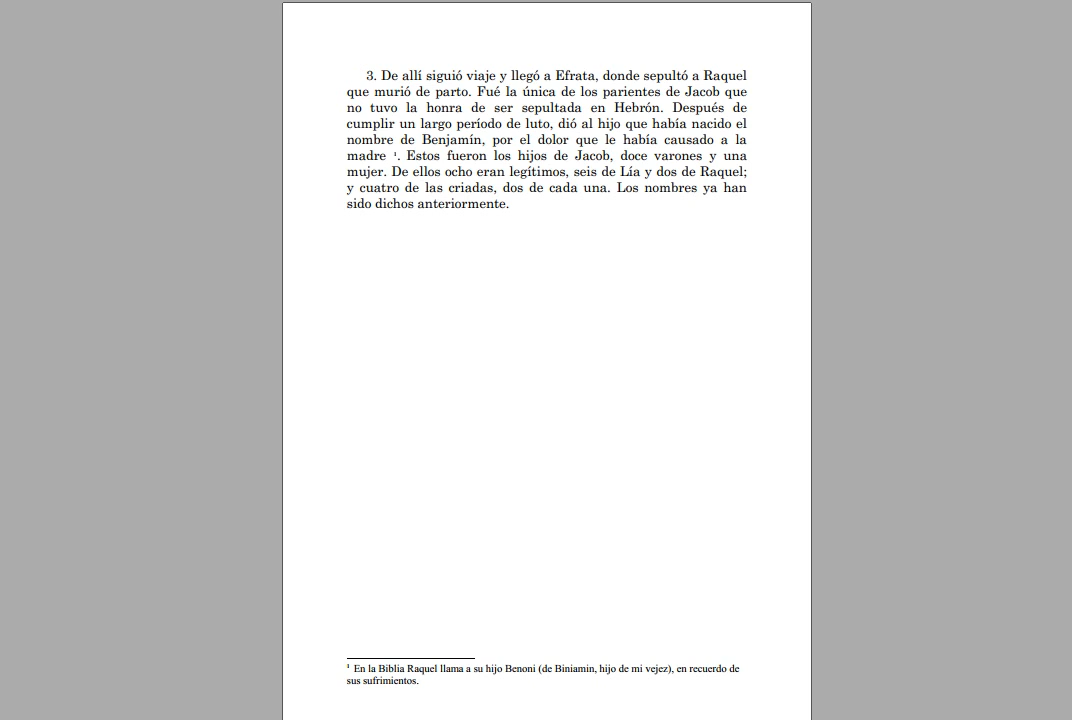 3. De allí siguió viaje y llegó a Efrata, donde sepultó a Raquel
que murió de parto. Fué la única de los parientes de Jacob que
no tuvo la honra de ser sepultada en Hebrón. Después de
cumplir un largo período de luto, dió al hijo que había nacido el
nombre de Benjamín, por el dolor que le había causado a la
madre ¹. Estos fueron los hijos de Jacob, doce varones y una
mujer. De ellos ocho eran legítimos, seis de Lía y dos de Raquel;
y cuatro de las criadas, dos de cada una. Los nombres ya han
sido dichos anteriormente.
¹ En la Biblia Raquel llama a su hijo Benoni (de Biniamin, hijo de mi vejez), en recuerdo de
sus sufrimientos.